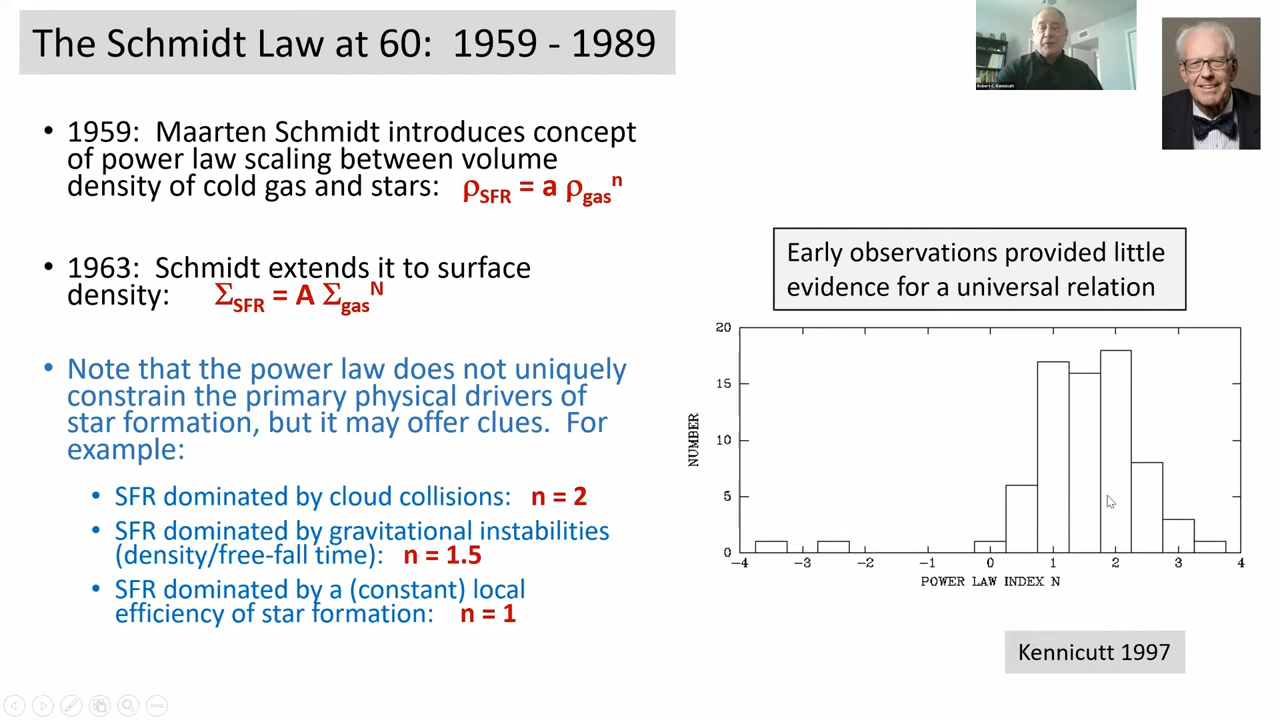 The Schmidt Law at 60: 1959 - 1989
• 1959: Maarten Schmidt introduces concept
of power law scaling between volume
density of cold gas and stars: ρSFR = a ρgas^n
• 1963: Schmidt extends it to surface
density: ΣSFR = A Σgas^N
• Note that the power law does not uniquely
constrain the primary physical drivers of
star formation, but it may offer clues. For
example:
• SFR dominated by cloud collisions: n = 2
• SFR dominated by gravitational instabilities
(density/free-fall time): n = 1.5
• SFR dominated by a (constant) local
efficiency of star formation: n = 1
Robert C. Kennicutt
Early observations provided little
evidence for a universal relation
20
15
10
5
0
NUMBER
−4 −3 −2 −1 0 1 2 3 4
POWER LAW INDEX N
Kennicutt 1997